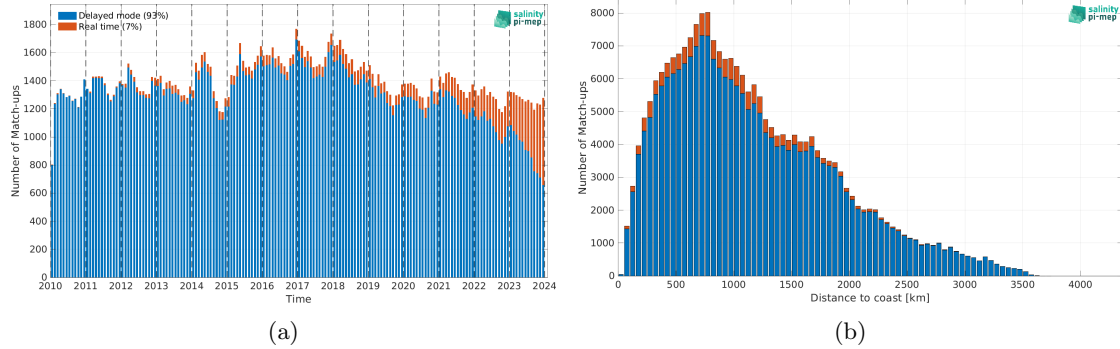 Delayed mode (93%)
Real time (7%)
salinity
pi-mep
Number of Match-ups
1800
1600
1400
1200
1000
800
600
400
200
0
2010 2011 2012 2013 2014 2015 2016 2017 2018 2019 2020 2021 2022 2023 2024
Time
(a)
salinity
pi-mep
Number of Match-ups
8000
7000
6000
5000
4000
3000
2000
1000
0
0 500 1000 1500 2000 2500 3000 3500 4000
Distance to coast [km]
(b)